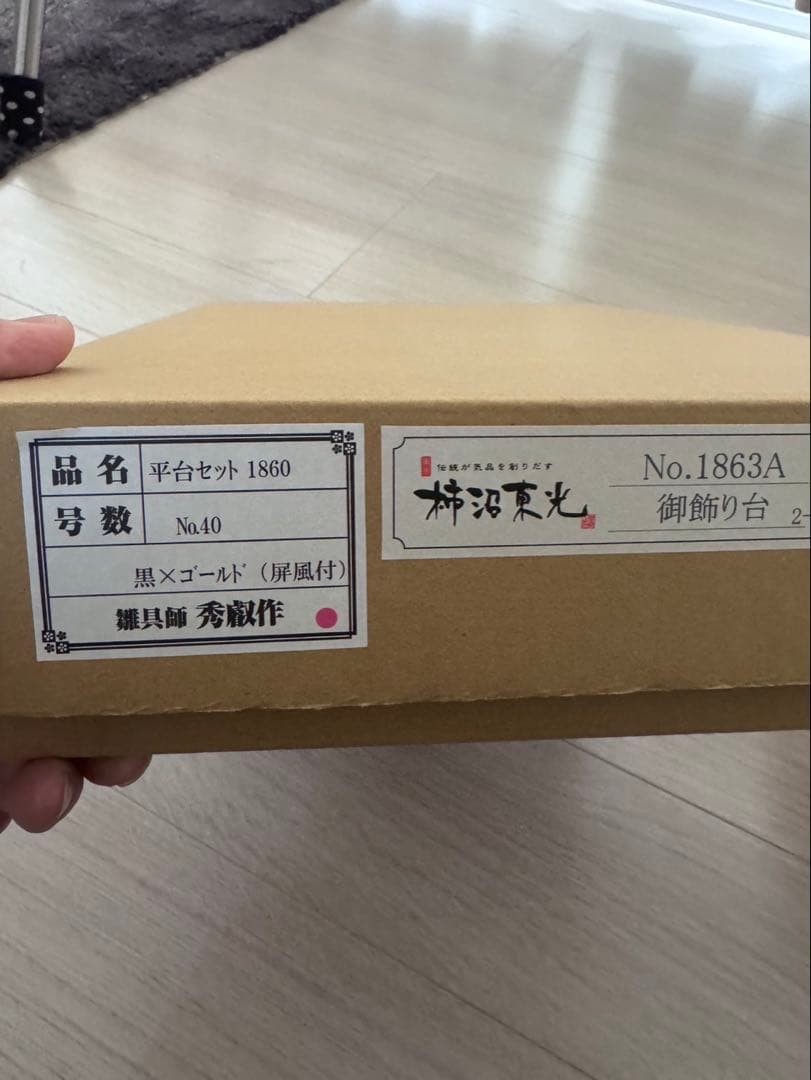 品名 平台セット 1860
号数 No.40
黒×ゴールド（屏風付）
雛具師 秀叡作
伝統が気品を創りだす
柿沼東光
No.1863A
御飾り台 2-